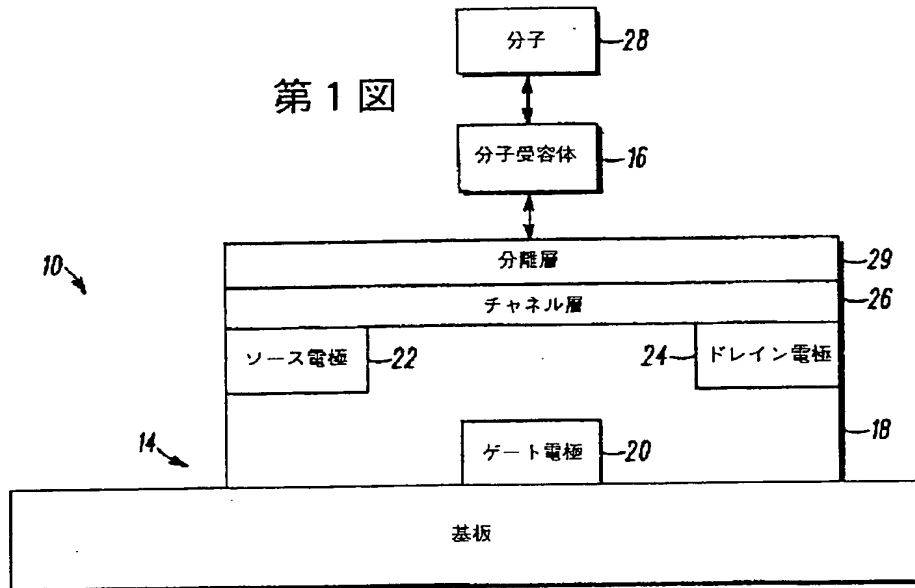 分子
28
第1図
分子受容体
16
10
分離層
29
チャネル層
26
ソース電極
22
24
ドレイン電極
14
ゲート電極
20
18
基板